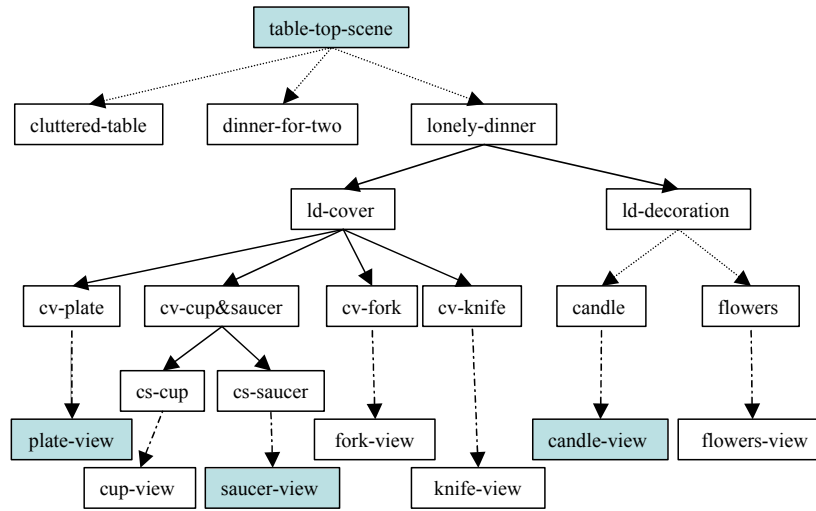 table-top-scene
cluttered-table
dinner-for-two
lonely-dinner
ld-cover
ld-decoration
cv-plate
cv-cup&saucer
cv-fork
cv-knife
candle
flowers
cs-cup
cs-saucer
plate-view
fork-view
candle-view
flowers-view
cup-view
saucer-view
knife-view